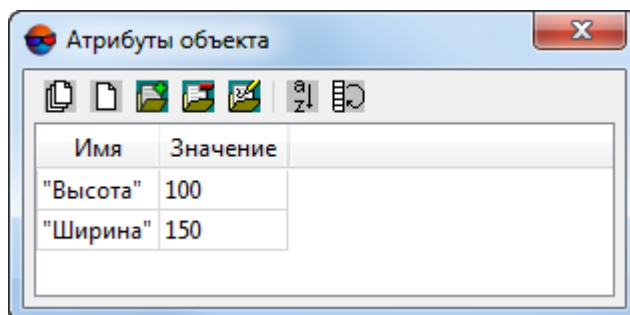 Атрибуты объекта
Имя Значение
"Высота" 100
"Ширина" 150